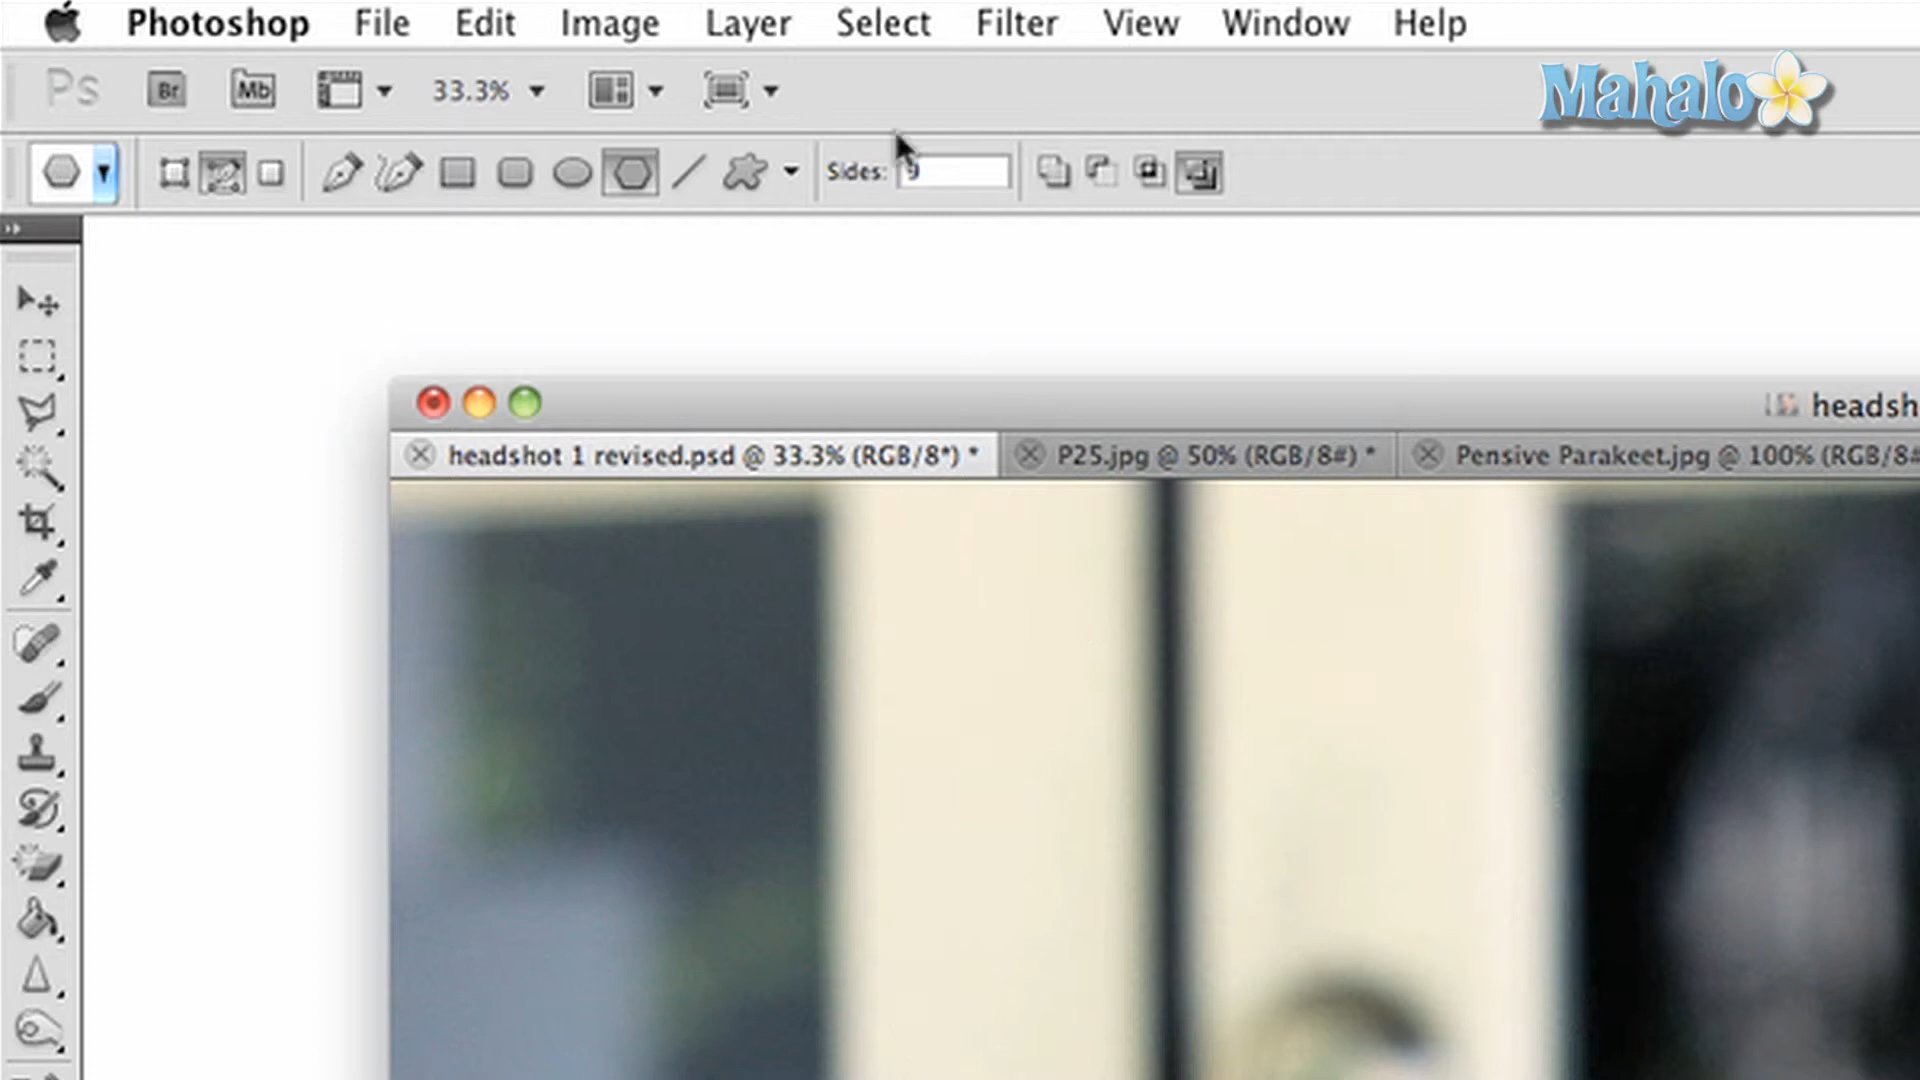 Photoshop File Edit Image Layer Select Filter View Window Help
Ps Br Mb 33.3%
Mahalo
Sides: 9
headsh
headshot 1 revised.psd @ 33.3% (RGB/8*) *
P25.jpg @ 50% (RGB/8#) *
Pensive Parakeet.jpg @ 100% (RGB/8#